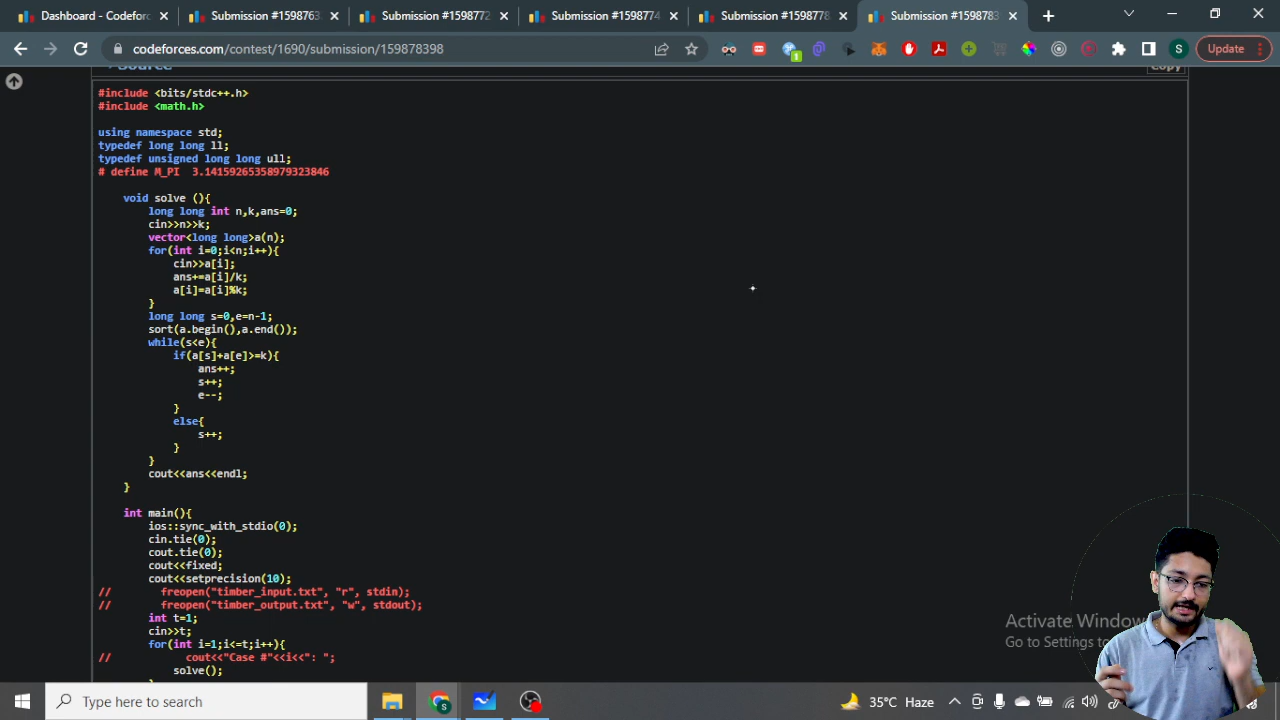 Dashboard - Codeforc
Submission #1598763
Submission #1598772
Submission #1598774
Submission #1598778
Submission #1598783
codeforces.com/contest/1690/submission/159878398
1
S
Update
Source
Copy
#include <bits/stdc++.h>
#include <math.h>
using namespace std;
typedef long long ll;
typedef unsigned long long ull;
# define M_PI  3.14159265358979323846
void solve (){
long long int n,k,ans=0;
cin>>n>>k;
vector<long long>a(n);
for(int i=0;i<n;i++){
cin>>a[i];
ans+=a[i]/k;
a[i]=a[i]%k;
}
long long s=0,e=n-1;
sort(a.begin(),a.end());
while(s<e){
if(a[s]+a[e]>=k){
ans++;
s++;
e--;
}
else{
s++;
}
}
cout<<ans<<endl;
}
int main(){
ios::sync_with_stdio(0);
cin.tie(0);
cout.tie(0);
cout<<fixed;
cout<<setprecision(10);
//       freopen("timber_input.txt", "r", stdin);
//       freopen("timber_output.txt", "w", stdout);
int t=1;
cin>>t;
for(int i=1;i<=t;i++){
//           cout<<"Case #"<<i<<": ";
solve();
Activate Window
Go to Settings to
Type here to search
S
35°C Haze